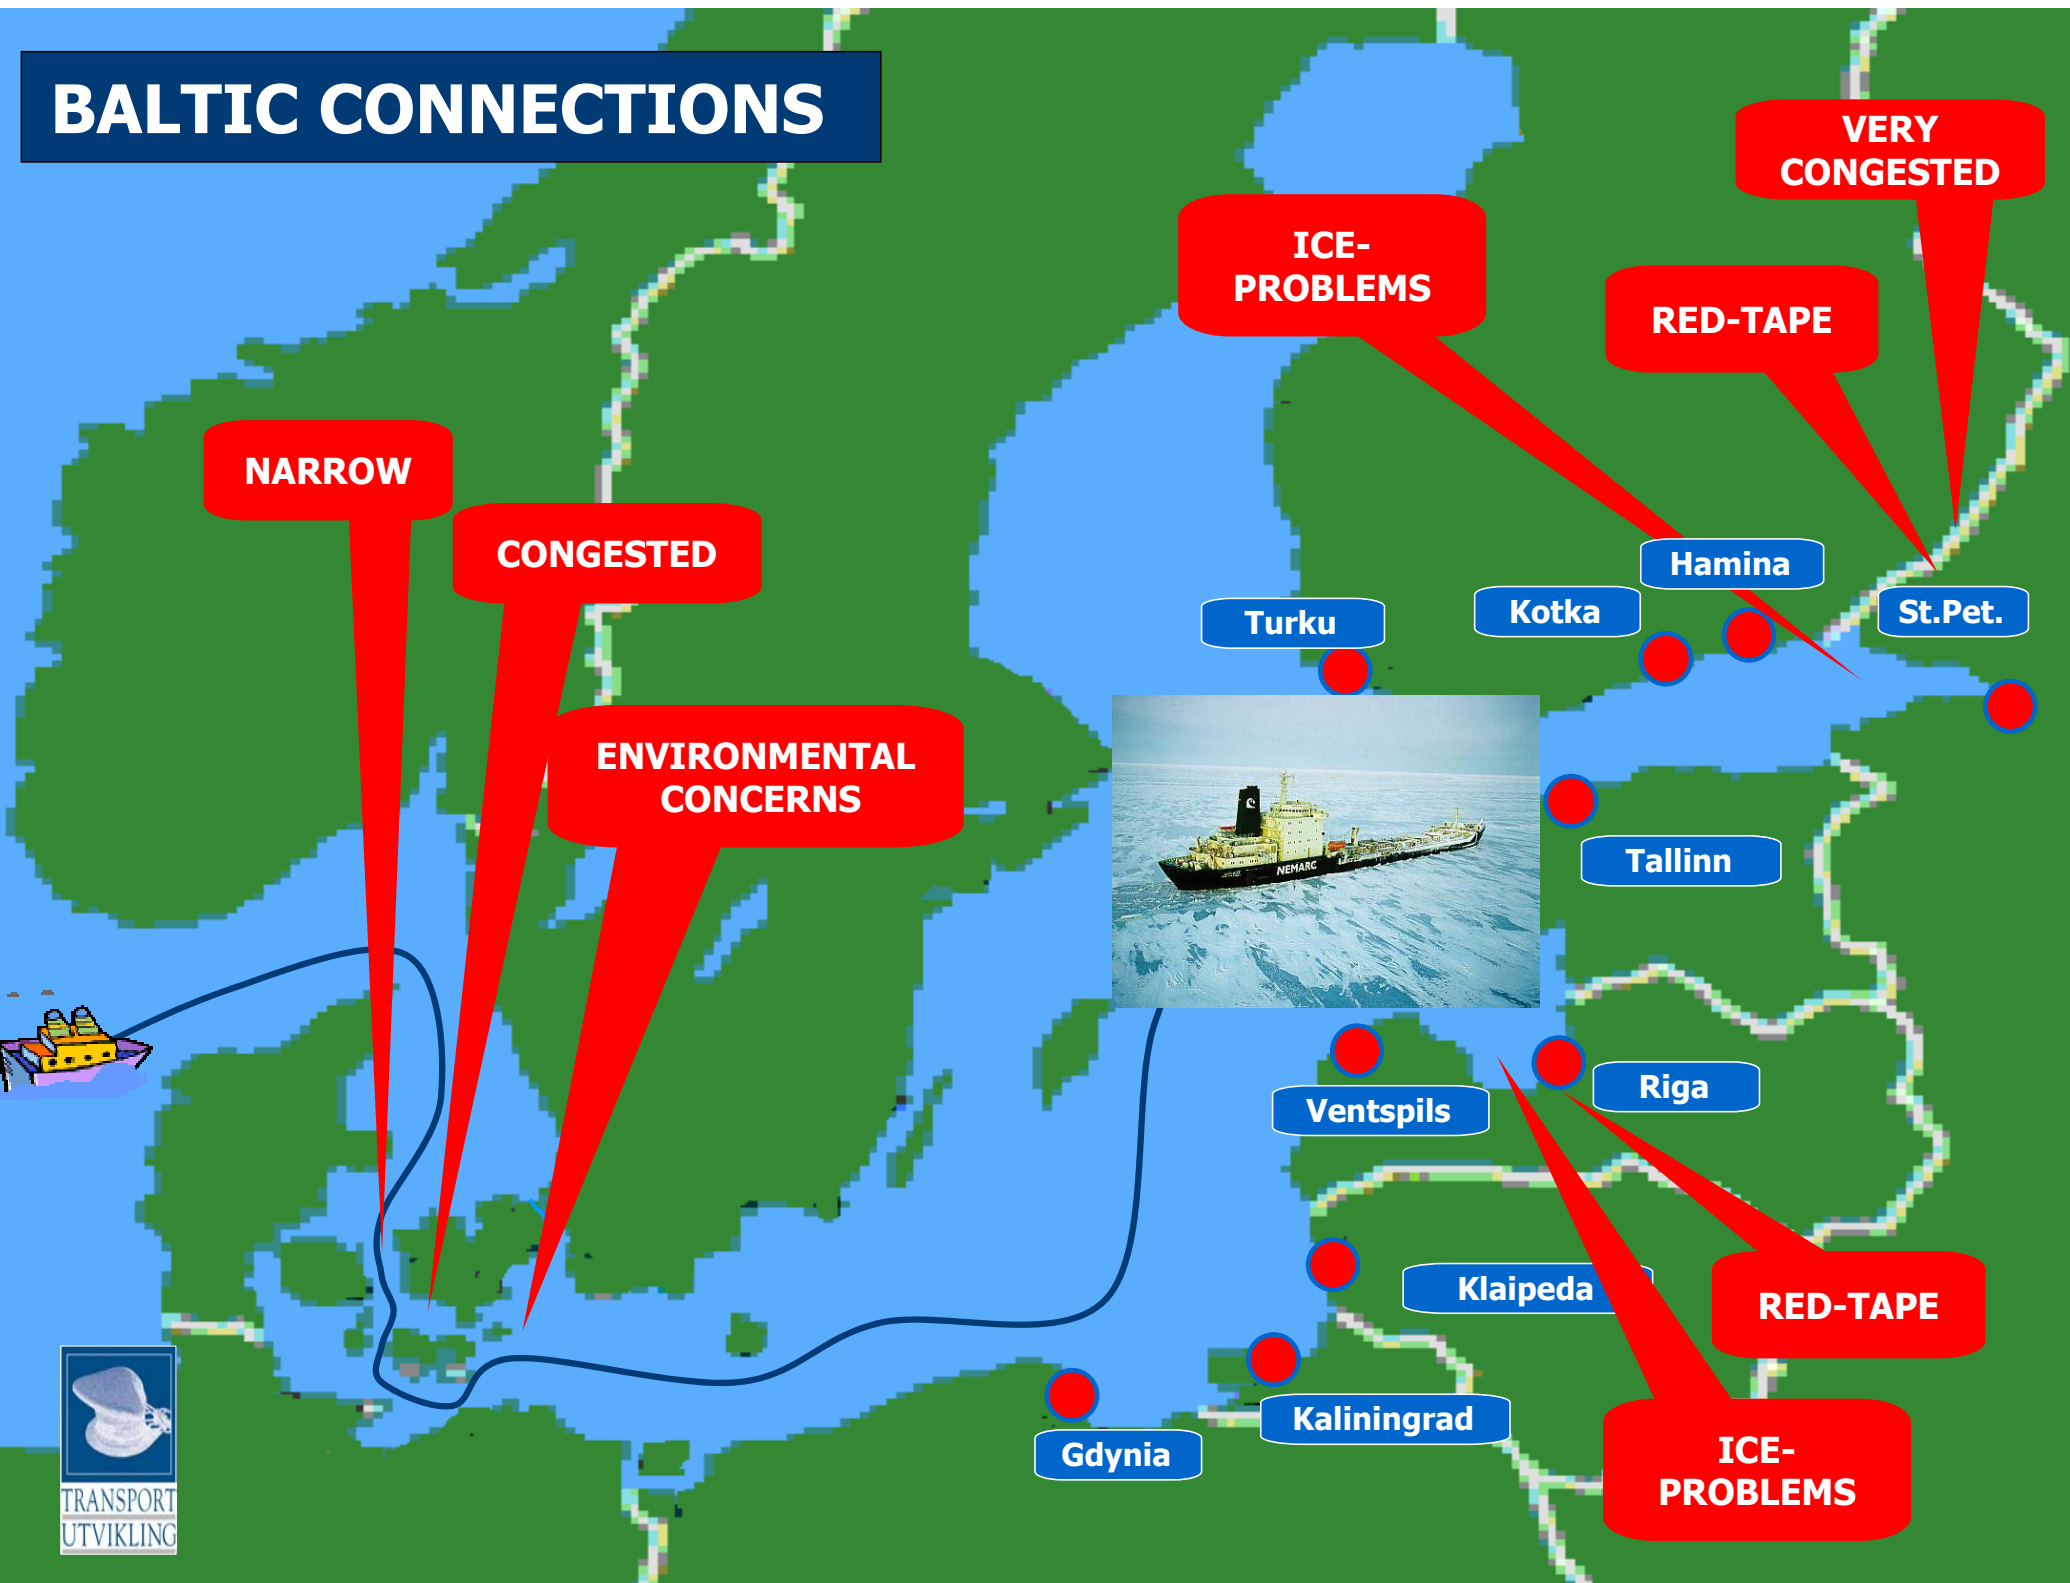 BALTIC CONNECTIONS
VERY
CONGESTED
ICE-
PROBLEMS
RED-TAPE
NARROW
CONGESTED
Hamina
Kotka
St.Pet.
Turku
ENVIRONMENTAL
CONCERNS
NEMARC
Tallinn
Riga
Ventspils
Klaipeda
RED-TAPE
Kaliningrad
Gdynia
ICE-
PROBLEMS
TRANSPORT
UTVIKLING